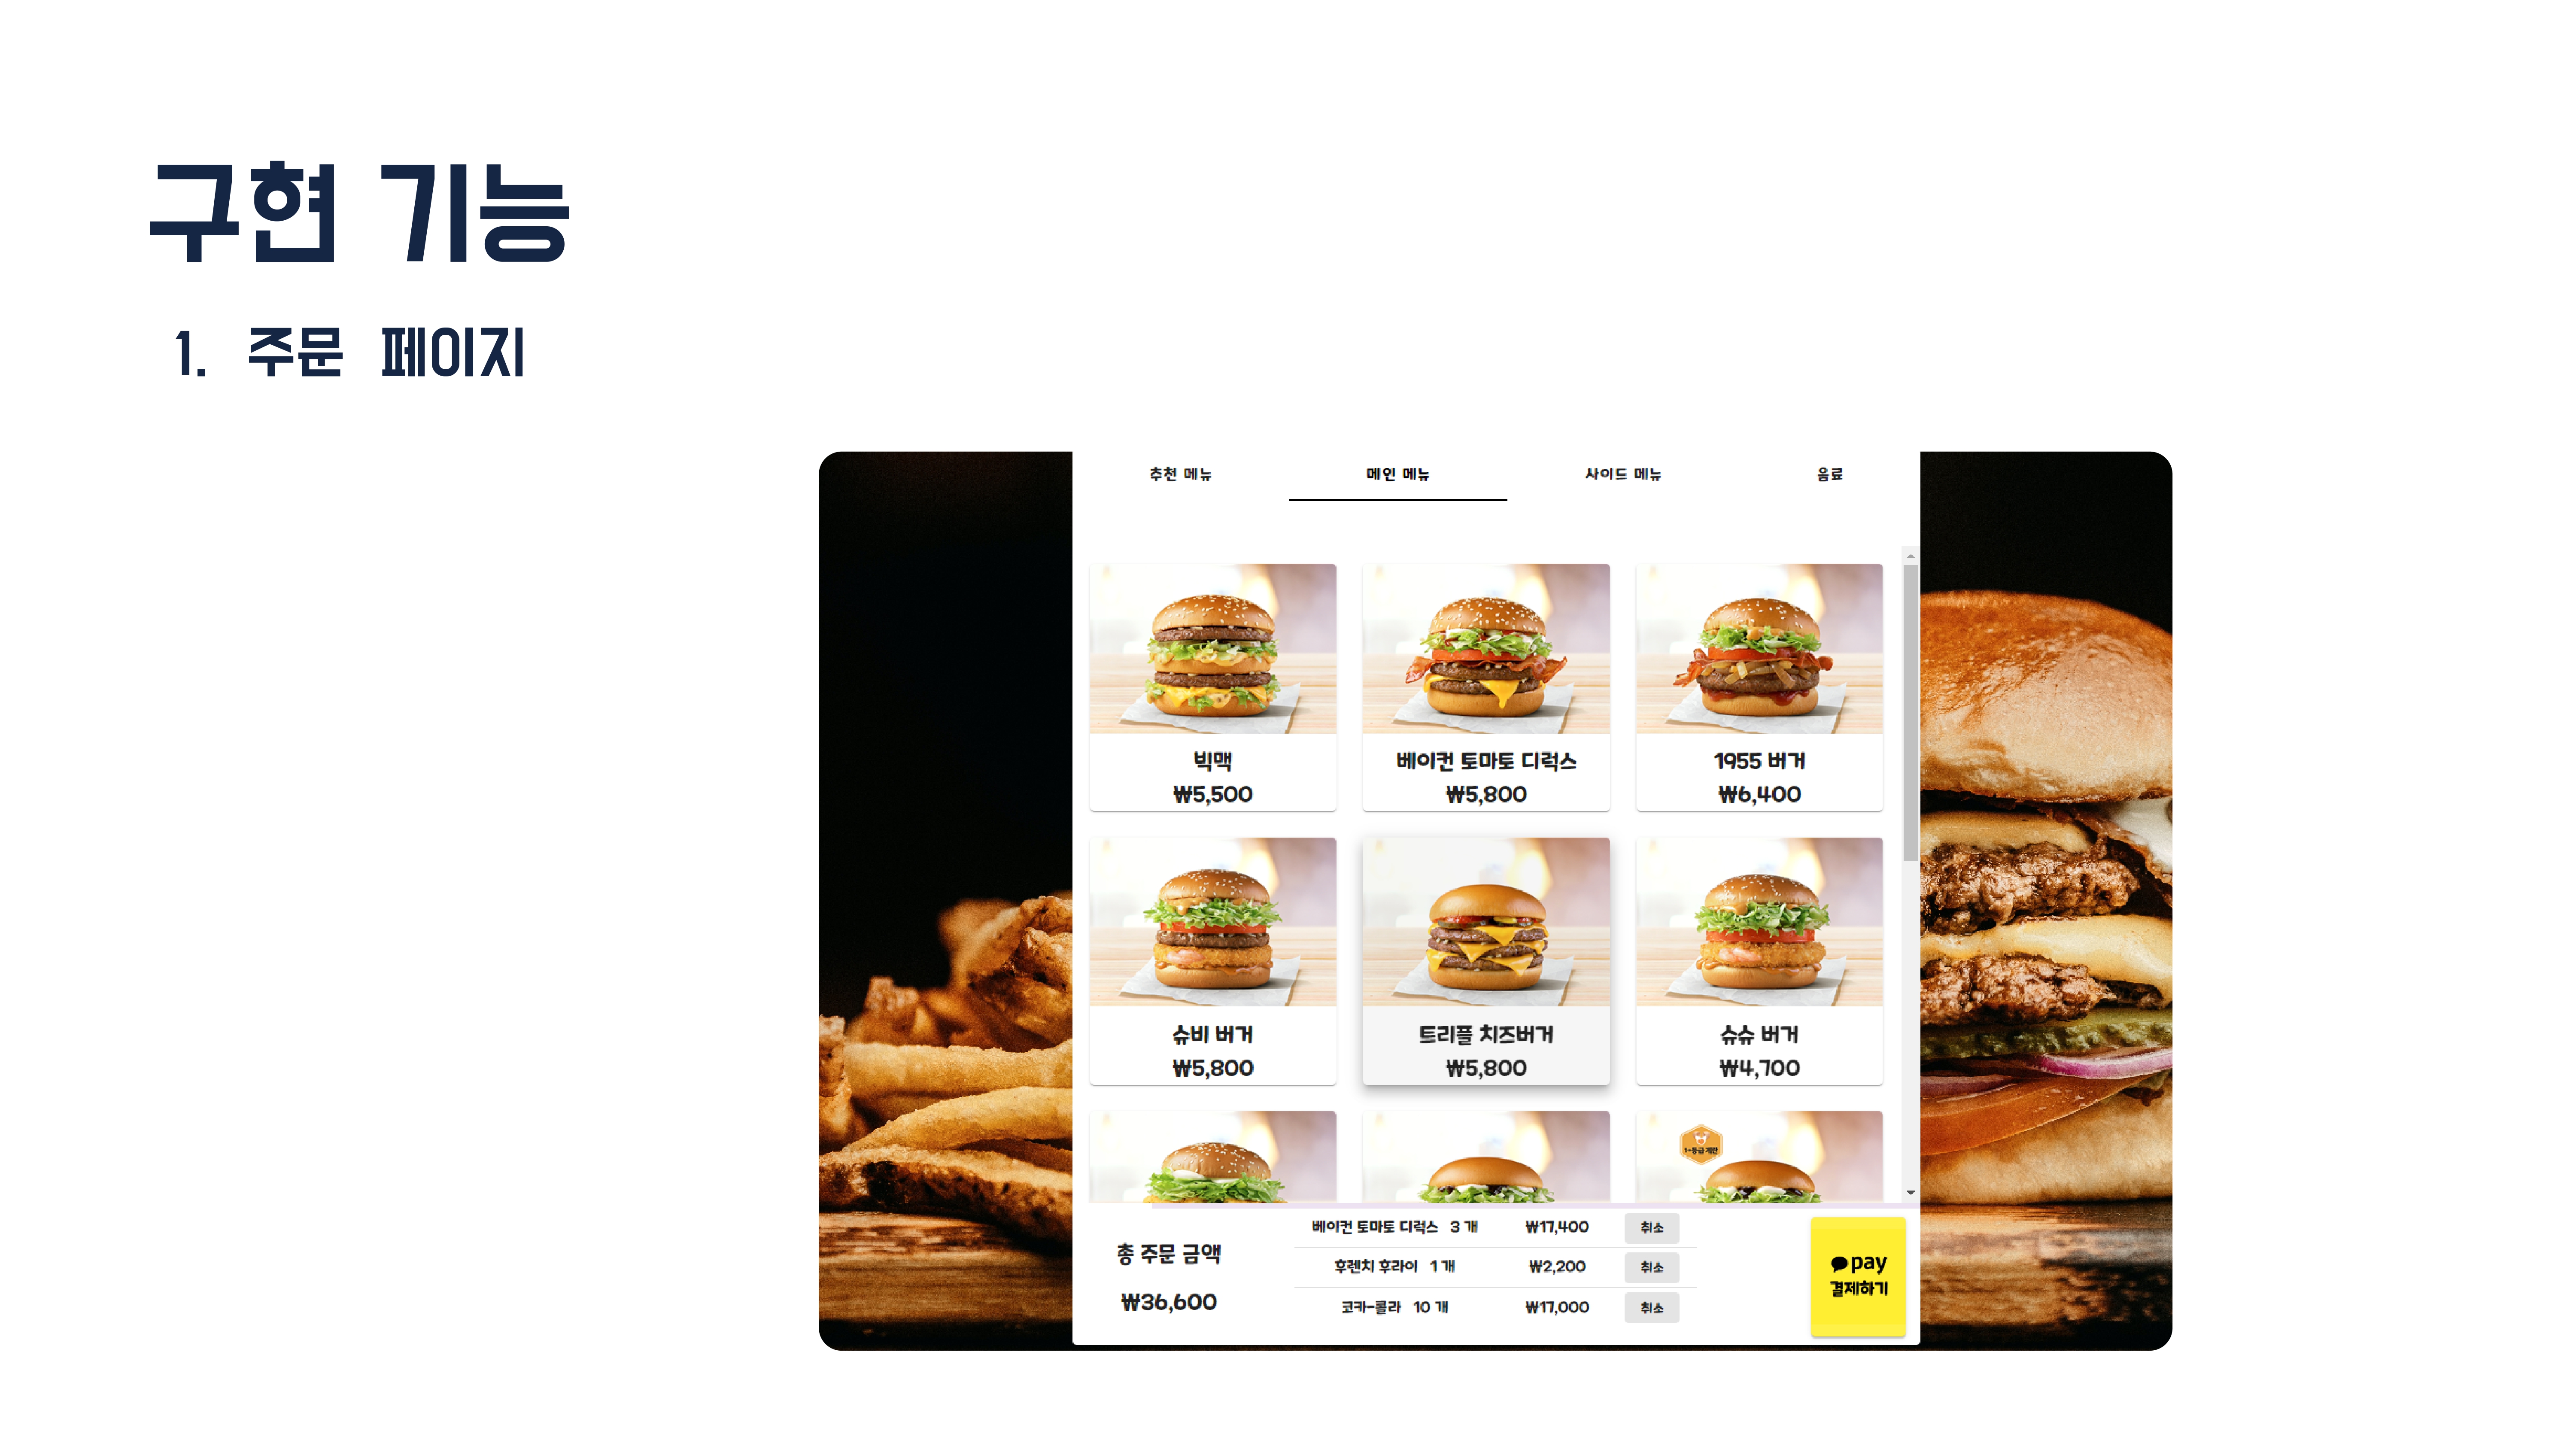 구현 기능
1. 주문 페이지
추천 메뉴 메인 메뉴 사이드 메뉴 음료
빅맥 베이컨 토마토 디럭스 1955 버거
₩5,500 ₩5,800 ₩6,400
슈비 버거 트리플 치즈버거 슈슈 버거
₩5,800 ₩5,800 ₩4,700
1+등급 계란
총 주문 금액
₩36,600
베이컨 토마토 디럭스 3 개 ₩17,400 취소
후렌치 후라이 1 개 ₩2,200 취소
코카-콜라 10 개 ₩17,000 취소
pay
결제하기